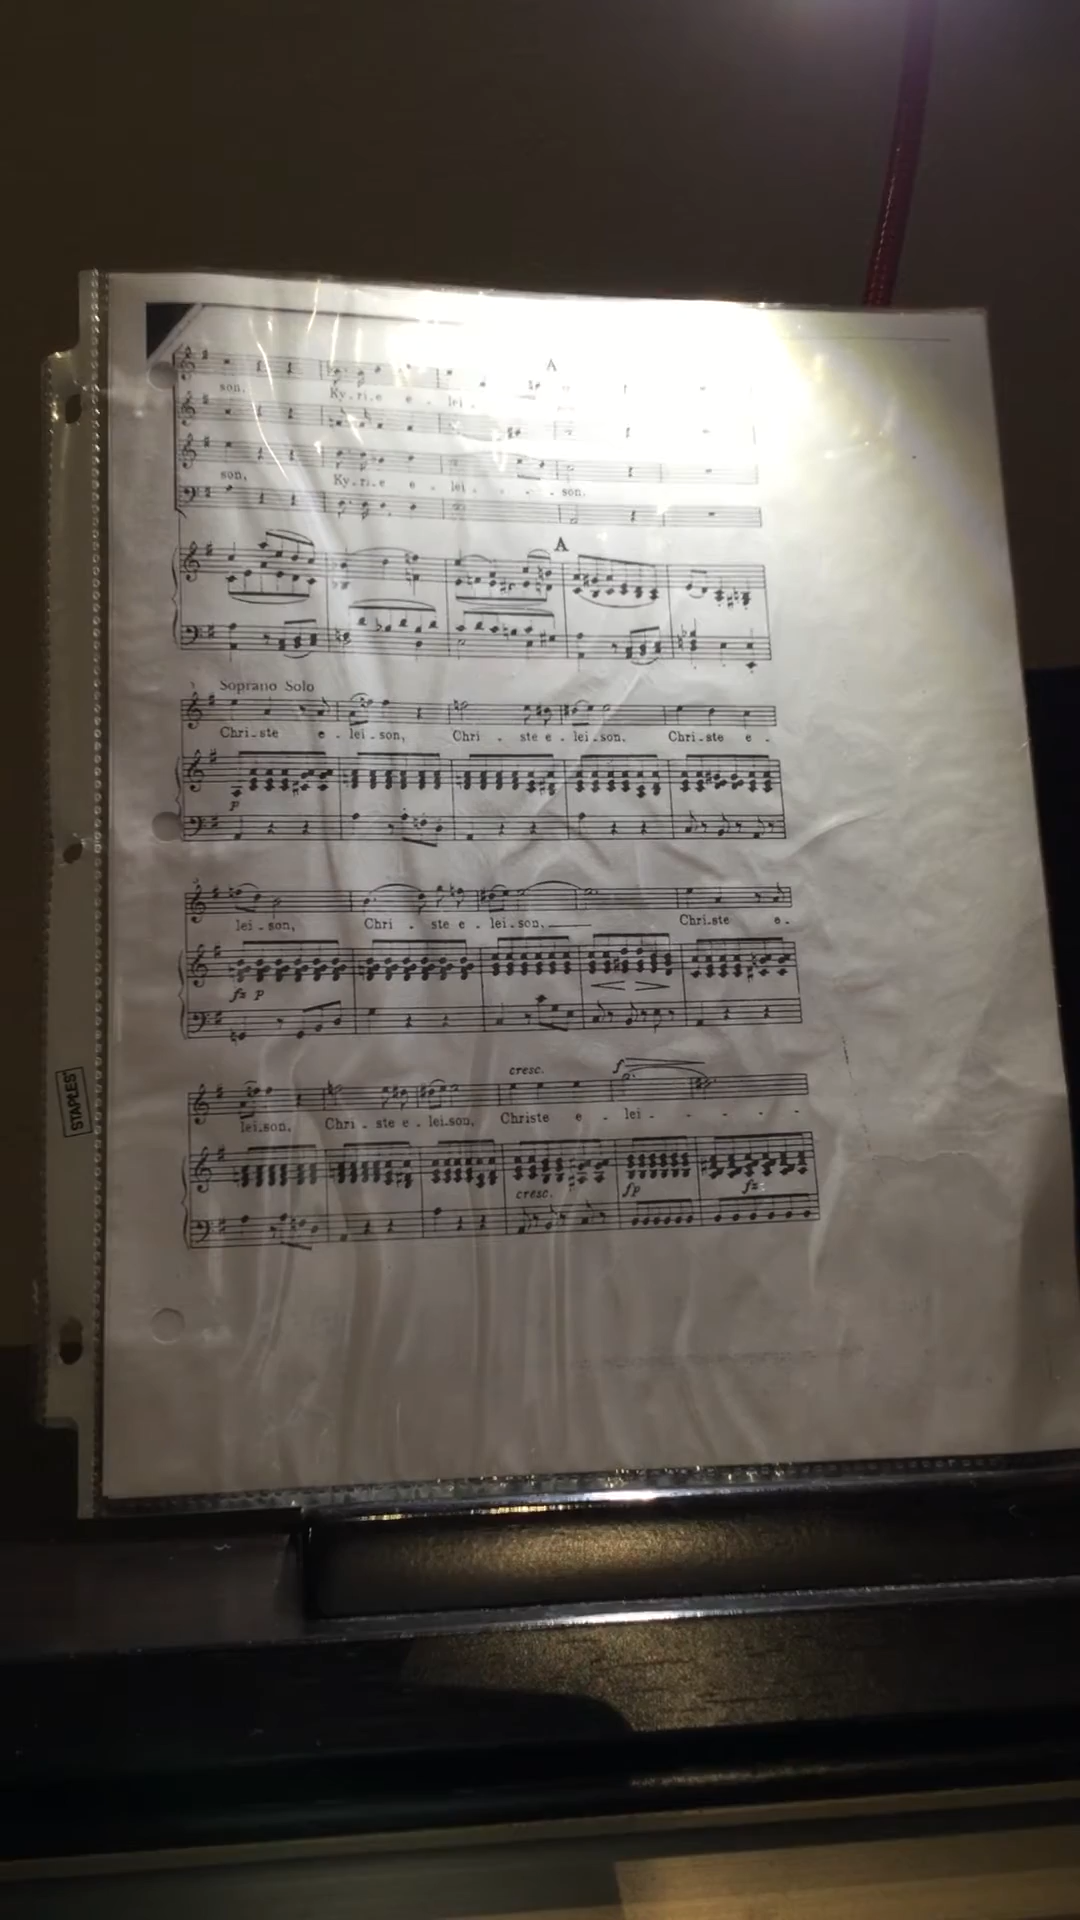 A
son, Ky-ri-e e - lei -
son, Ky-ri-e e - lei - - - son.
A
Soprano Solo
Chri-ste e - lei-son, Chri - ste e - lei-son. Chri-ste e -
p
lei-son, Chri - ste e - lei-son. Chri-ste e -
fz p
cresc. f
lei-son, Chri - ste e - lei-son, Christe e - lei - - - - -
cresc. fp fz
STAPLES